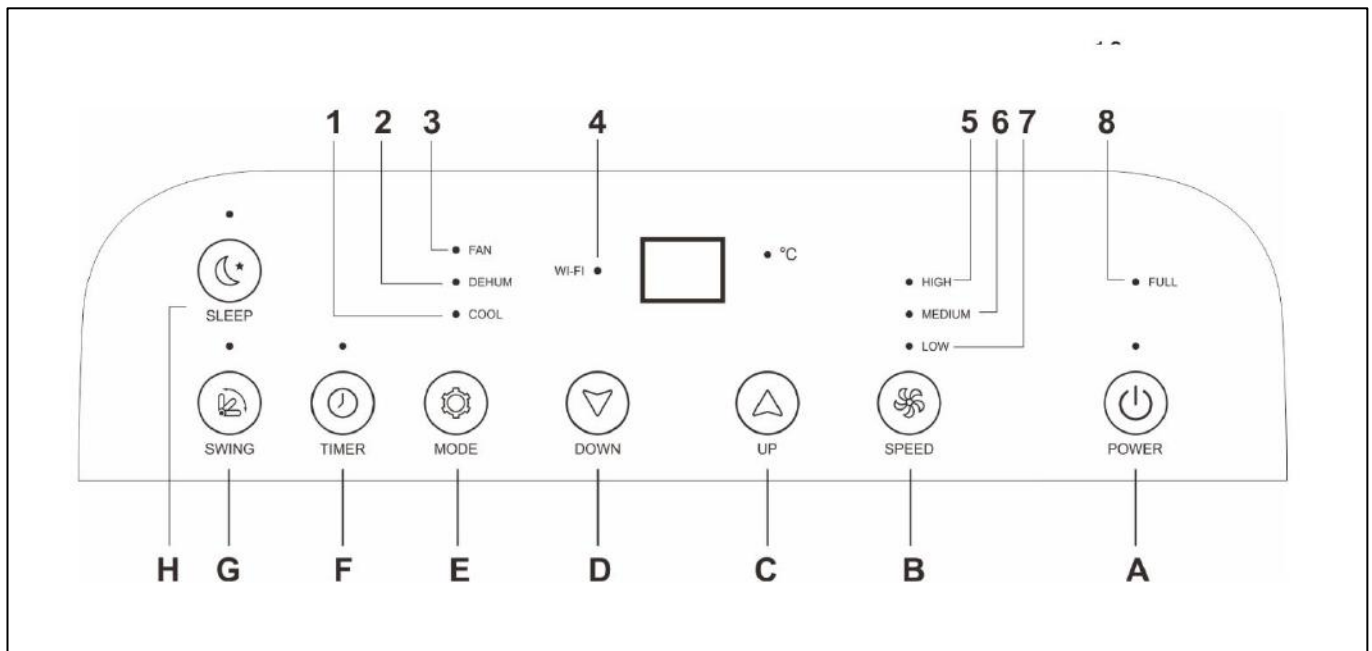 1 2 3 4 5 6 7 8
FAN
WI-FI
°C
DEHUM
HIGH
FULL
SLEEP
COOL
MEDIUM
LOW
SWING TIMER MODE DOWN UP SPEED POWER
H G F E D C B A